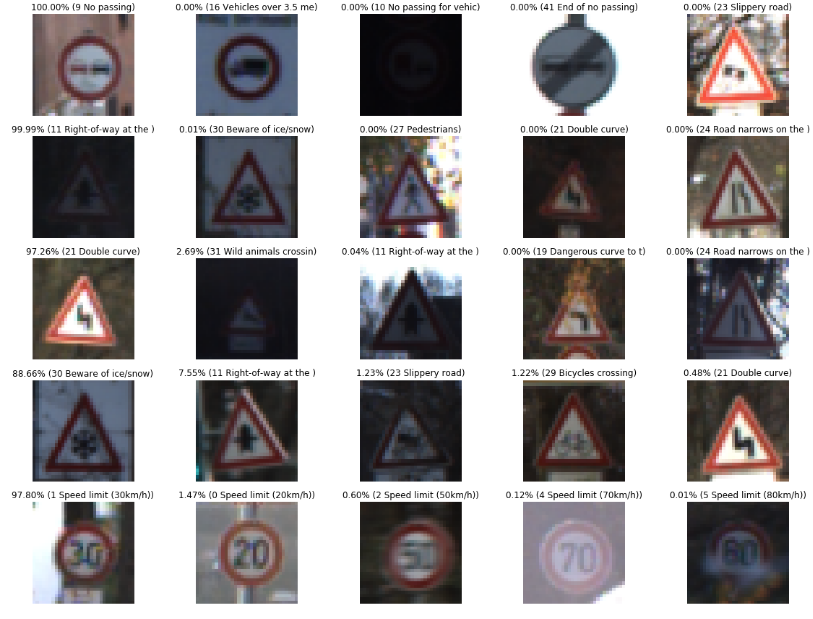 100.00% (9 No passing)
0.00% (16 Vehicles over 3.5 me)
0.00% (10 No passing for vehic)
0.00% (41 End of no passing)
0.00% (23 Slippery road)
99.99% (11 Right-of-way at the )
0.01% (30 Beware of ice/snow)
0.00% (27 Pedestrians)
0.00% (21 Double curve)
0.00% (24 Road narrows on the )
97.26% (21 Double curve)
2.69% (31 Wild animals crossin)
0.04% (11 Right-of-way at the )
0.00% (19 Dangerous curve to t)
0.00% (24 Road narrows on the )
88.66% (30 Beware of ice/snow)
7.55% (11 Right-of-way at the )
1.23% (23 Slippery road)
1.22% (29 Bicycles crossing)
0.48% (21 Double curve)
97.80% (1 Speed limit (30km/h))
1.47% (0 Speed limit (20km/h))
0.60% (2 Speed limit (50km/h))
0.12% (4 Speed limit (70km/h))
0.01% (5 Speed limit (80km/h))
30
20
50
70
80